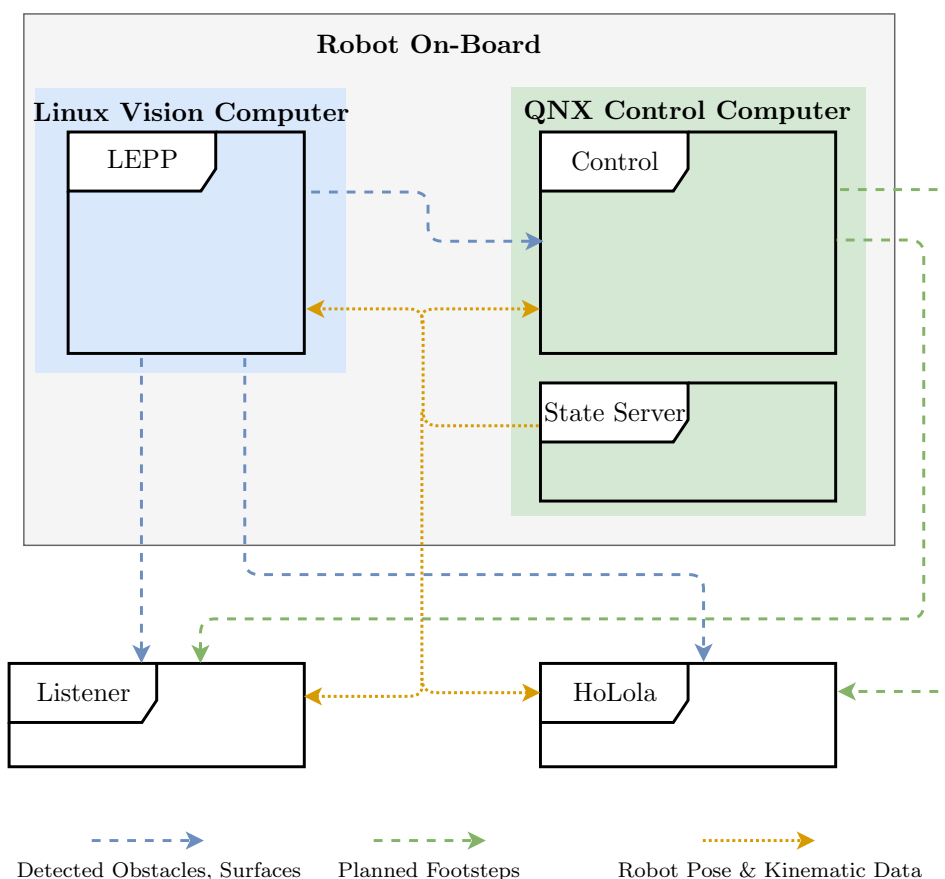 Robot On-Board
Linux Vision Computer
QNX Control Computer
LEPP
Control
State Server
Listener
HoLola
Detected Obstacles, Surfaces
Planned Footsteps
Robot Pose & Kinematic Data